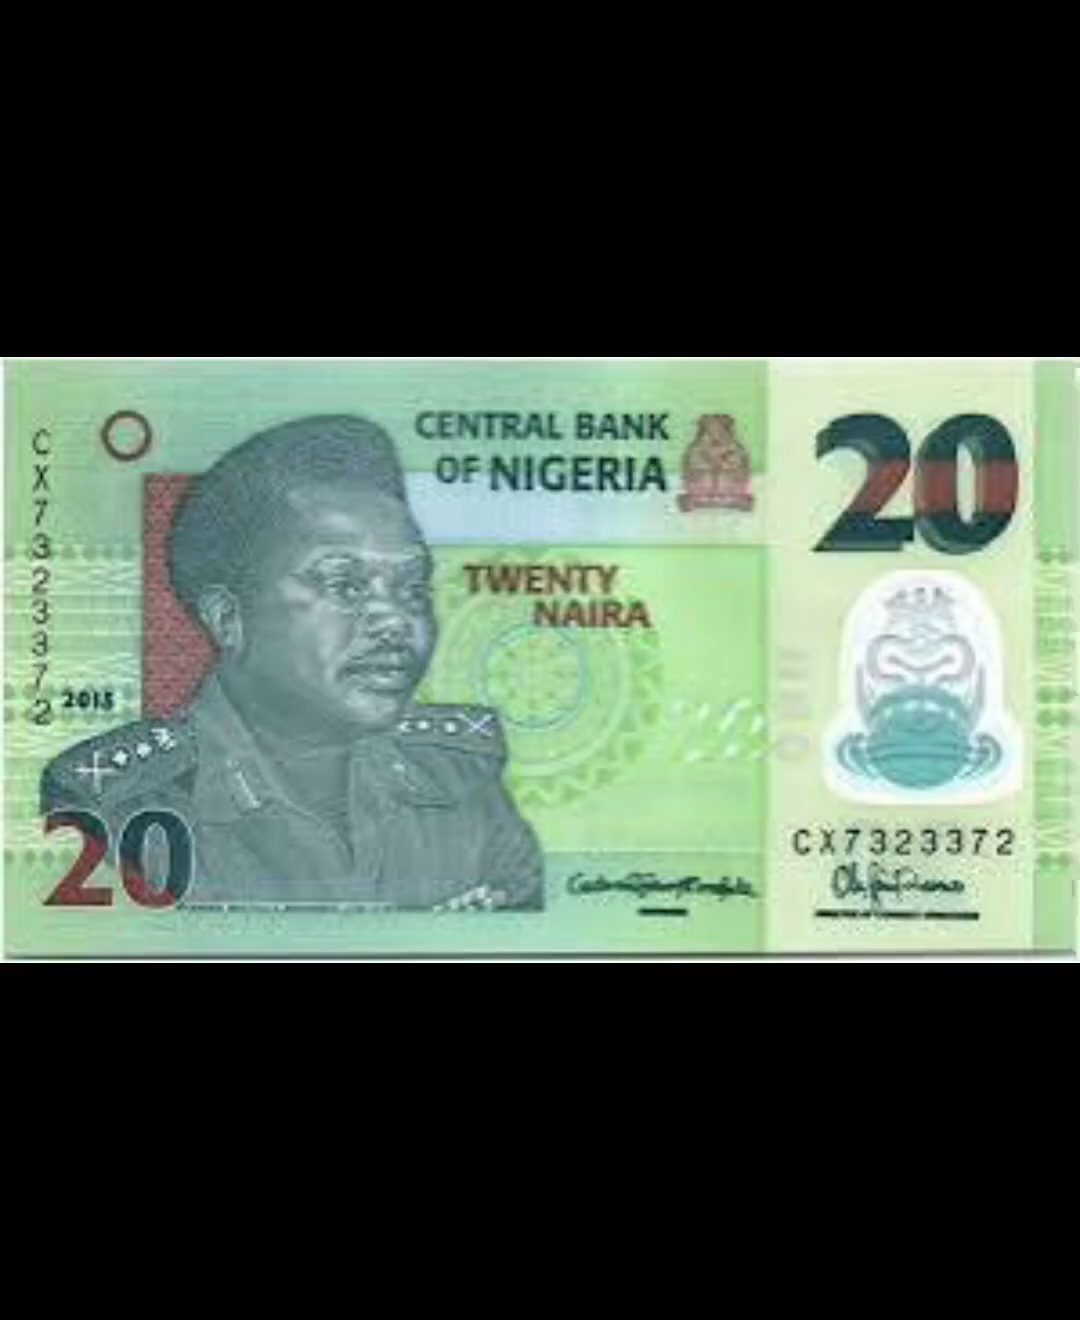 CENTRAL BANK
OF NIGERIA
20
CX7323372
2015
TWENTY
NAIRA
20
CX7323372